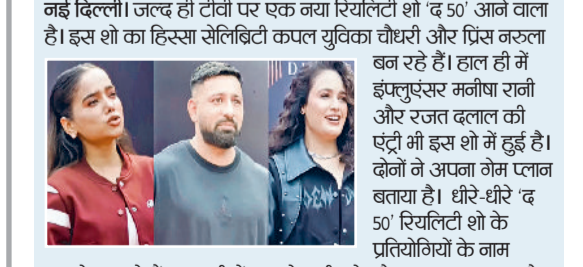 नई दिल्ली। जल्द ही टीवी पर एक नया रियलिटी शो ‘द 50’ आने वाला
है। इस शो का हिस्सा सेलिब्रिटी कपल युविका चौधरी और प्रिंस नरुला
बन रहे हैं। हाल ही में
इंफ्लुएंसर मनीषा रानी
और रजत दलाल की
एंट्री भी इस शो में हुई है।
दोनों ने अपना गेम प्लान
बताया है। धीरे-धीरे ‘द
50’ रियलिटी शो के
प्रतियोगियों के नाम